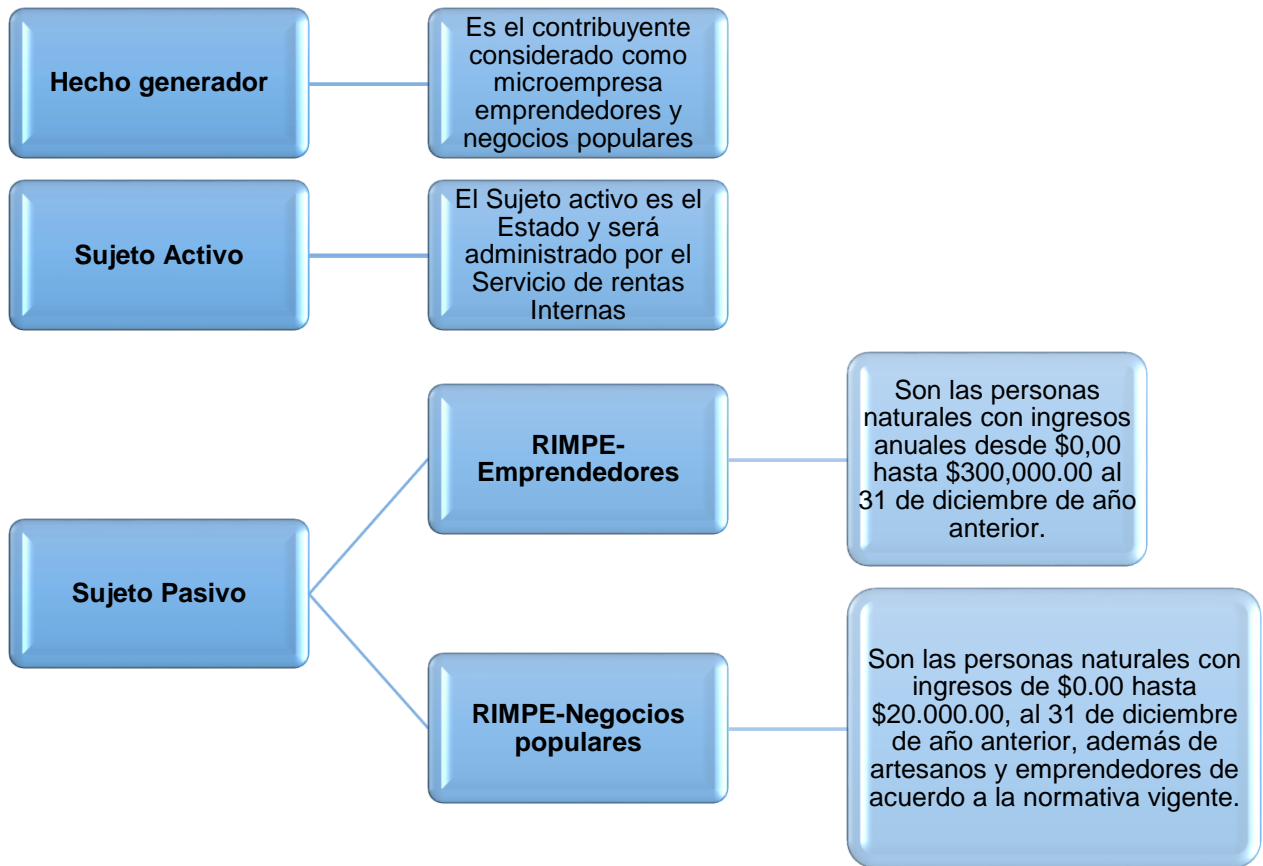 Hecho generador
Es el contribuyente
considerado como
microempresa
emprendedores y
negocios populares
Sujeto Activo
El Sujeto activo es el
Estado y será
administrado por el
Servicio de rentas
Internas
Sujeto Pasivo
RIMPE-
Emprendedores
Son las personas
naturales con ingresos
anuales desde $0,00
hasta $300,000.00 al
31 de diciembre de año
anterior.
RIMPE-Negocios
populares
Son las personas naturales con
ingresos de $0.00 hasta
$20.000.00, al 31 de diciembre
de año anterior, además de
artesanos y emprendedores de
acuerdo a la normativa vigente.